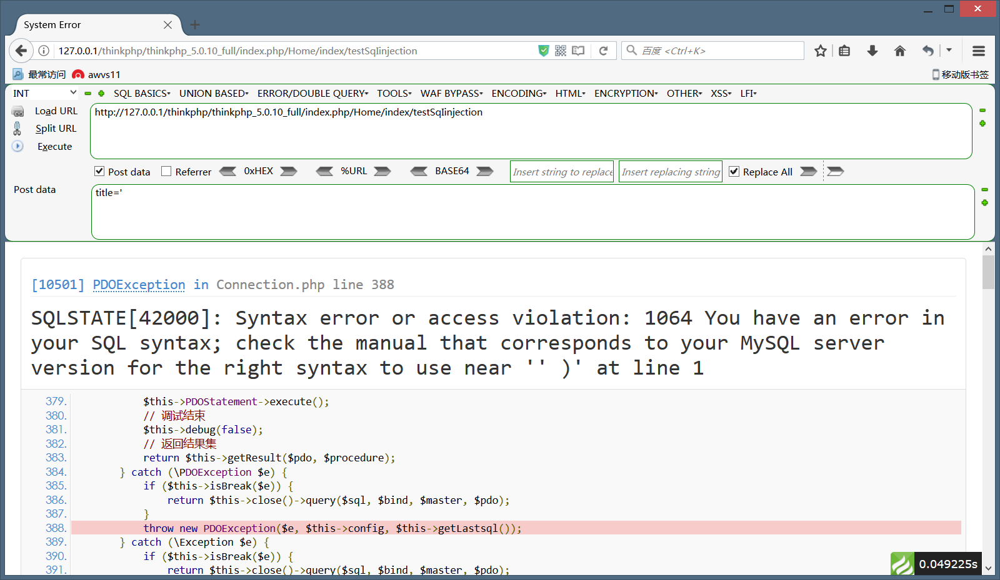 System Error
127.0.0.1/thinkphp/thinkphp_5.0.10_full/index.php/Home/index/testSqlinjection
百度 <Ctrl+K>
最常访问 awvs11 移动版书签
INT SQL BASICS UNION BASED ERROR/DOUBLE QUERY TOOLS WAF BYPASS ENCODING HTML ENCRYPTION OTHER XSS LFI
Load URL
http://127.0.0.1/thinkphp/thinkphp_5.0.10_full/index.php/Home/index/testSqlinjection
Split URL
Execute
Post data Referrer 0xHEX %URL BASE64 Insert string to replace Insert replacing string Replace All
Post data
title='
[10501] PDOException in Connection.php line 388
SQLSTATE[42000]: Syntax error or access violation: 1064 You have an error in
your SQL syntax; check the manual that corresponds to your MySQL server
version for the right syntax to use near '' )' at line 1
379. $this->PDOStatement->execute();
380. // 调试结束
381. $this->debug(false);
382. // 返回结果集
383. return $this->getResult($pdo, $procedure);
384. } catch (\PDOException $e) {
385. if ($this->isBreak($e)) {
386. return $this->close()->query($sql, $bind, $master, $pdo);
387. }
388. throw new PDOException($e, $this->config, $this->getLastsql());
389. } catch (\Exception $e) {
390. if ($this->isBreak($e)) {
391. return $this->close()->query($sql, $bind, $master, $pdo);
0.049225s